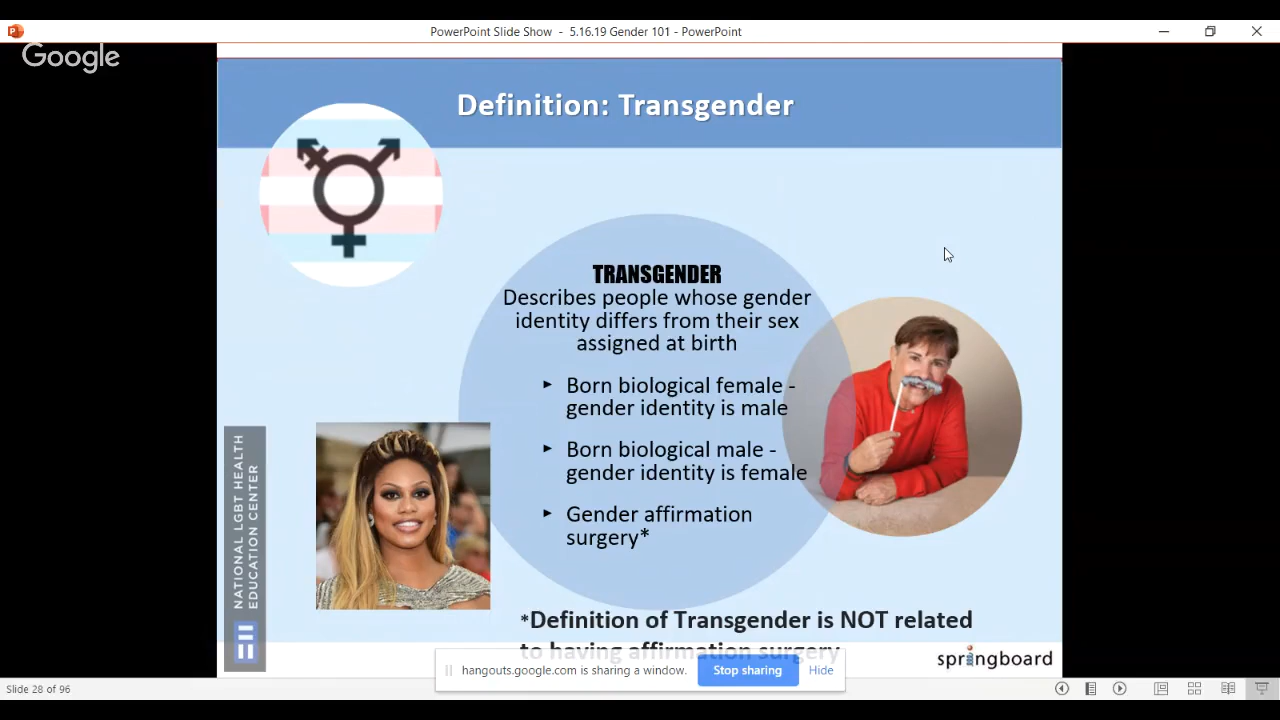 PowerPoint Slide Show - 5.16.19 Gender 101 - PowerPoint
Google
Definition: Transgender
TRANSGENDER
Describes people whose gender
identity differs from their sex
assigned at birth
Born biological female -
gender identity is male
Born biological male -
gender identity is female
Gender affirmation
surgery*
NATIONAL LGBT HEALTH
EDUCATION CENTER
*Definition of Transgender is NOT related
to having affirmation surgery
springboard
hangouts.google.com is sharing a window.
Stop sharing
Hide
Slide 28 of 96